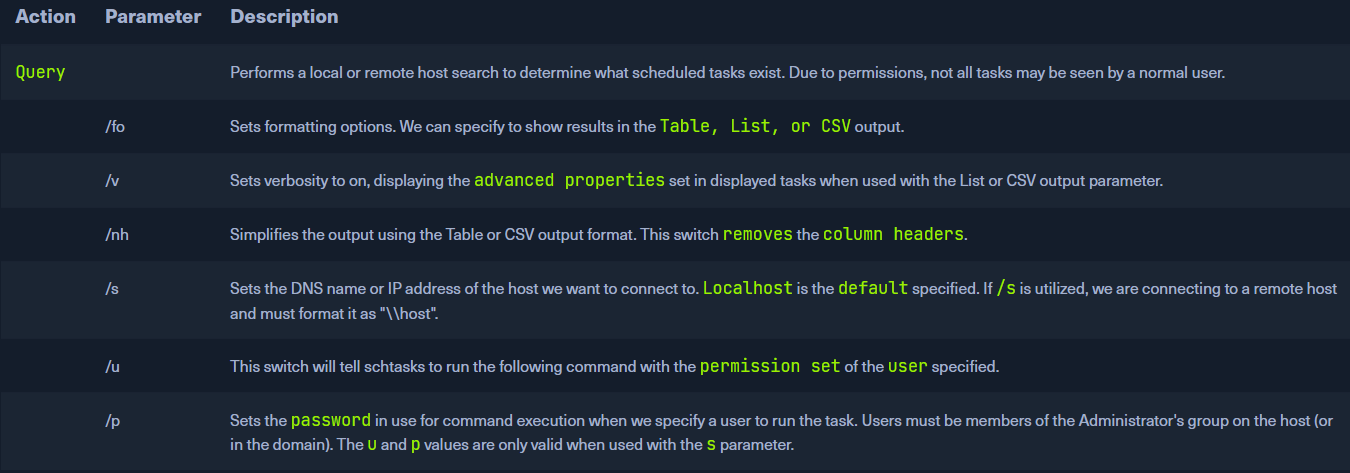 Action Parameter Description
Query Performs a local or remote host search to determine what scheduled tasks exist. Due to permissions, not all tasks may be seen by a normal user.
/fo Sets formatting options. We can specify to show results in the Table, List, or CSV output.
/v Sets verbosity to on, displaying the advanced properties set in displayed tasks when used with the List or CSV output parameter.
/nh Simplifies the output using the Table or CSV output format. This switch removes the column headers.
/s Sets the DNS name or IP address of the host we want to connect to. Localhost is the default specified. If /s is utilized, we are connecting to a remote host
and must format it as "\\host".
/u This switch will tell schtasks to run the following command with the permission set of the user specified.
/p Sets the password in use for command execution when we specify a user to run the task. Users must be members of the Administrator's group on the host (or
in the domain). The u and p values are only valid when used with the s parameter.